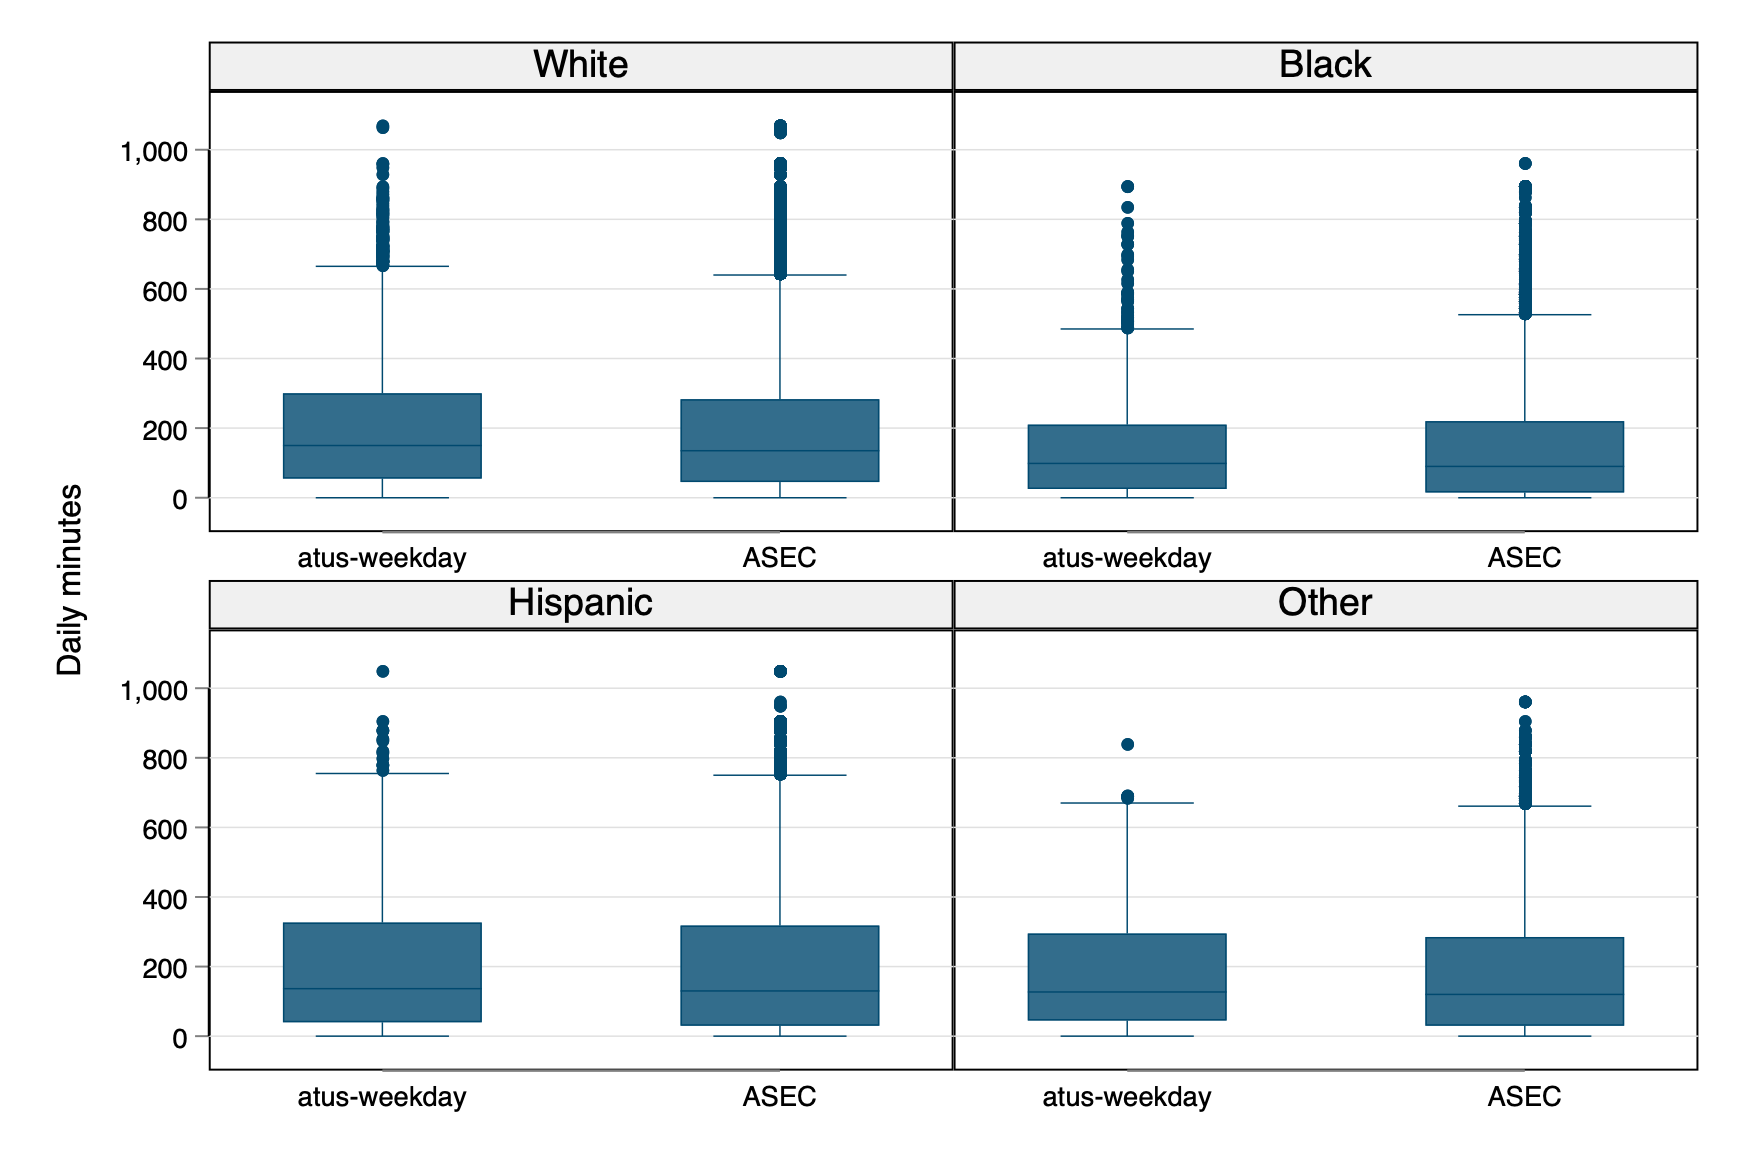 White
Black
1,000
800
600
400
200
0
atus-weekday
ASEC
atus-weekday
ASEC
Daily minutes
Hispanic
Other
1,000
800
600
400
200
0
atus-weekday
ASEC
atus-weekday
ASEC